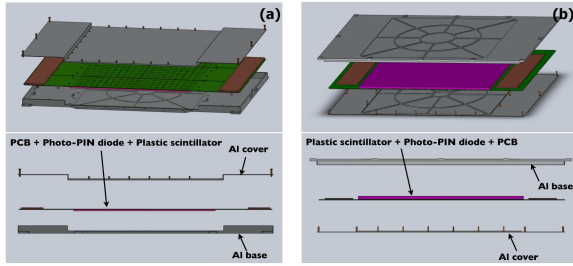 (a)
(b)
PCB + Photo-PIN diode + Plastic scintillator
Al cover
Al base
Plastic scintillator + Photo-PIN diode + PCB
Al base
Al cover